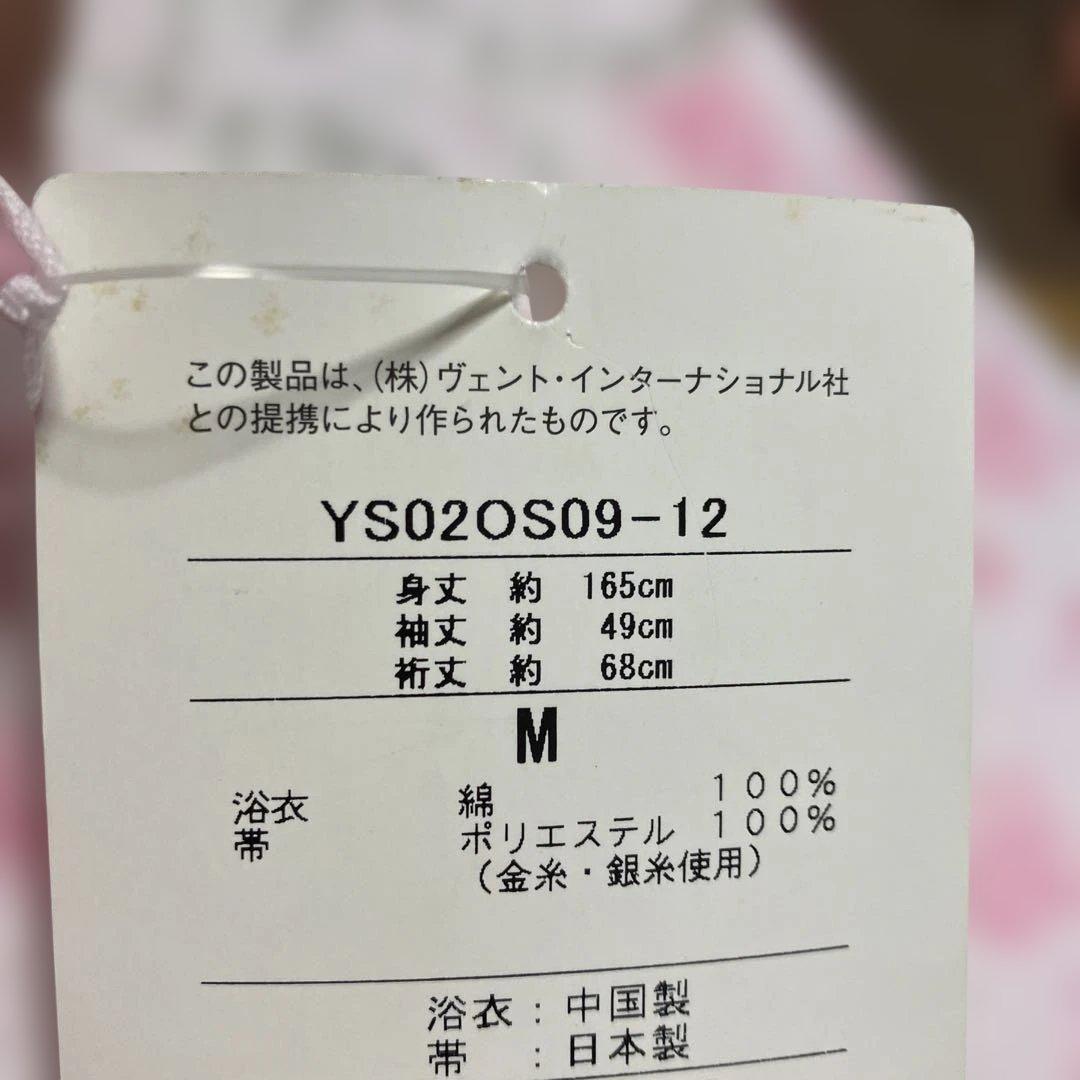 この製品は、(株)ヴェント・インターナショナル社
との提携により作られたものです。
YS02OS09-12
身丈 約 165cm
袖丈 約 49cm
裄丈 約 68cm
M
浴衣 綿 100%
帯 ポリエステル 100%
(金糸・銀糸使用)
浴衣:中国製
帯 :日本製